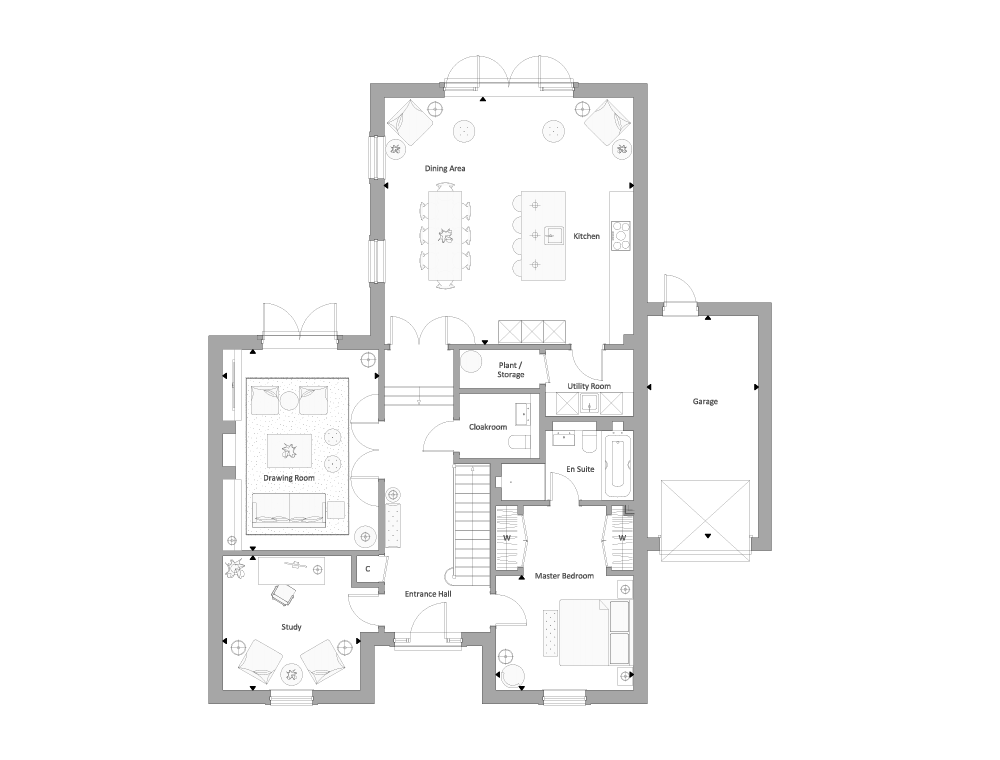 Dining Area
Kitchen
Plant /
Storage
Utility Room
Garage
Cloakroom
En Suite
Drawing Room
W
W
C
Master Bedroom
Entrance Hall
Study